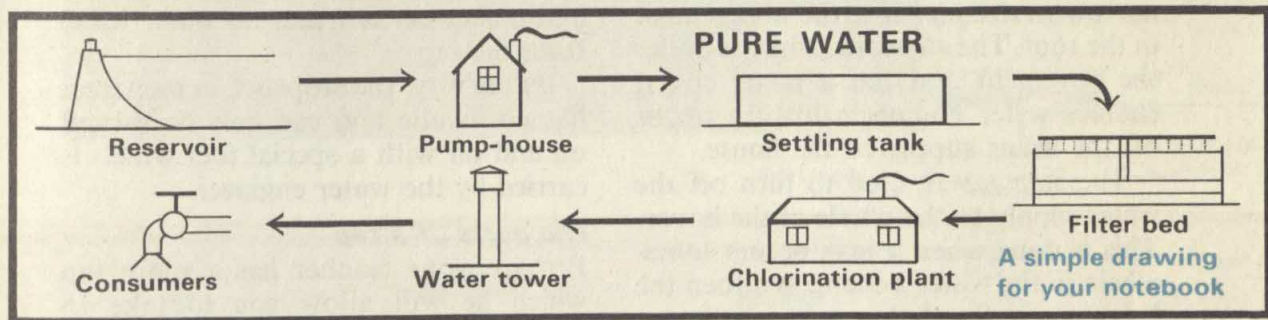 PURE WATER
Reservoir
Pump-house
Settling tank
Filter bed
Consumers
Water tower
Chlorination plant
A simple drawing
for your notebook